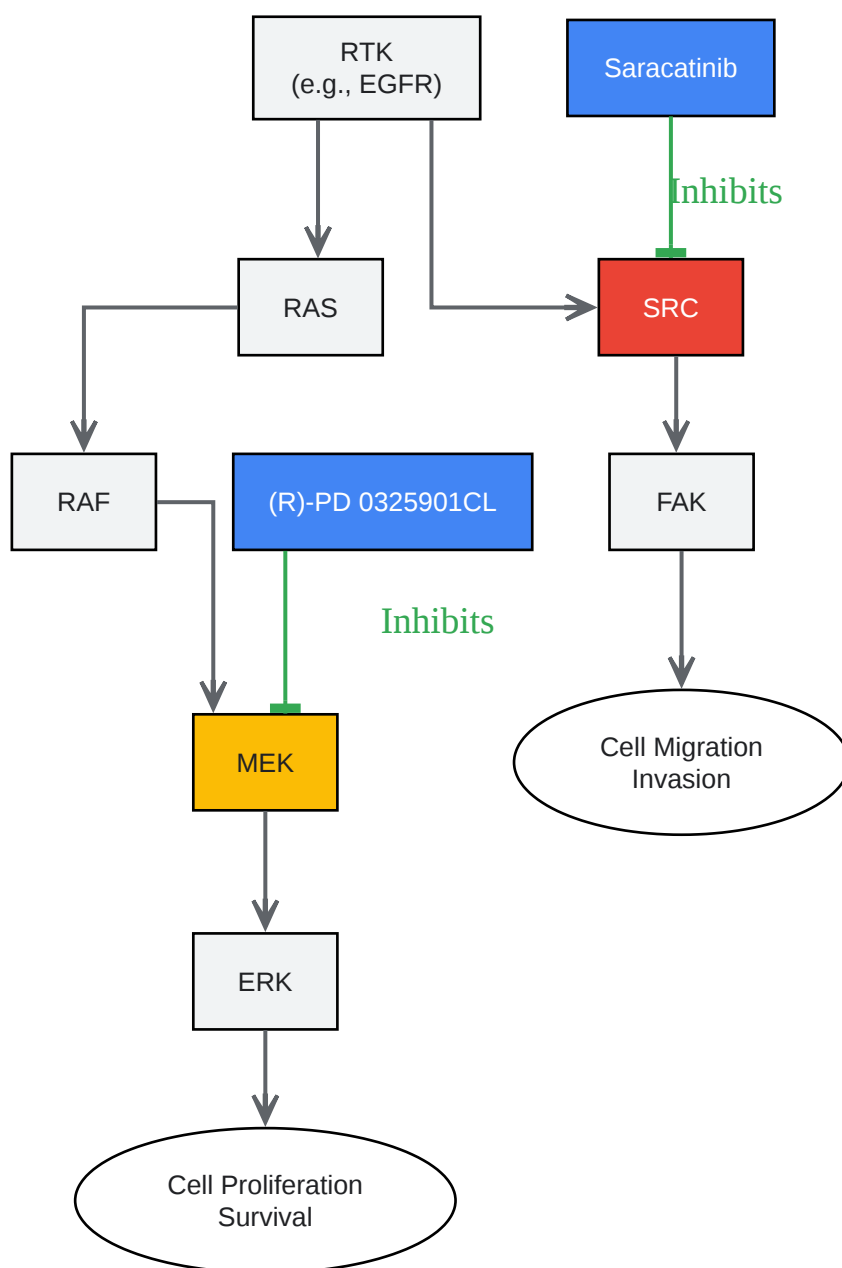 RTK
(e.g., EGFR)
Saracatinib
Inhibits
RAS
SRC
RAF
(R)-PD 0325901CL
FAK
Inhibits
MEK
Cell Migration
Invasion
ERK
Cell Proliferation
Survival